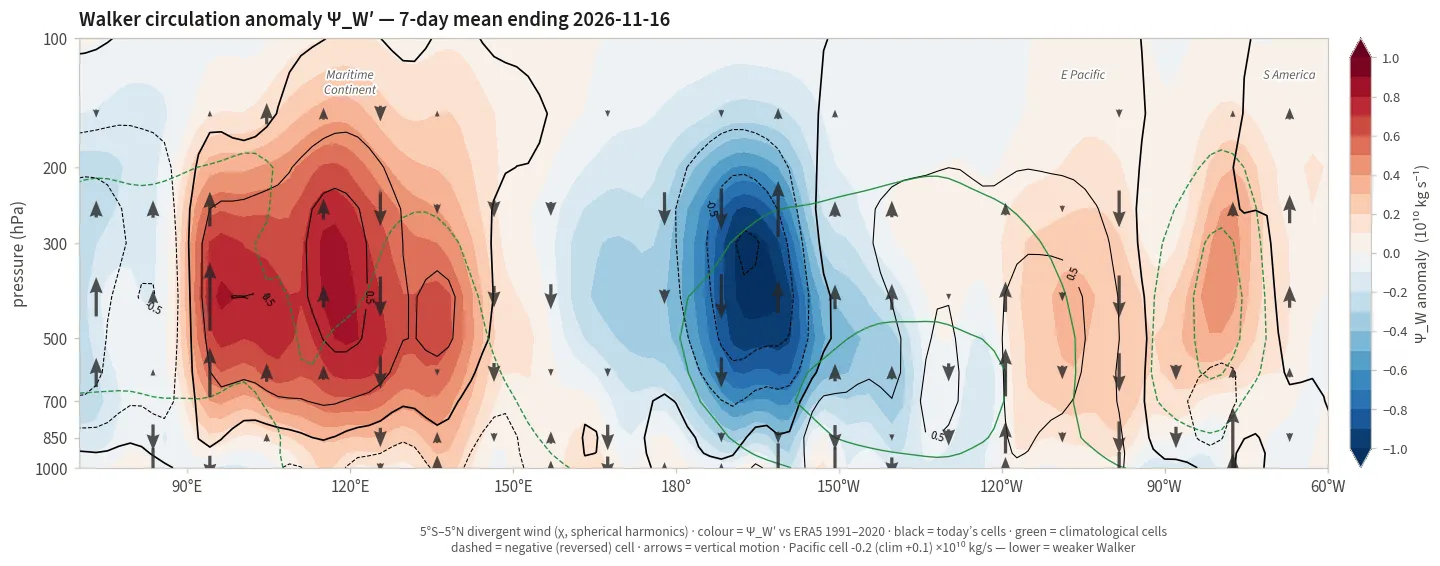 Walker circulation anomaly Ψ_W′ — 7-day mean ending 2026-11-16
100
200
300
500
700
850
1000
pressure (hPa)
Maritime
Continent
E Pacific
S America
-0.5
0.5
0.5
-0.5
0.5
0.5
90°E
120°E
150°E
180°
150°W
120°W
90°W
60°W
1.0
0.8
0.6
0.4
0.2
0.0
−0.2
−0.4
−0.6
−0.8
−1.0
Ψ_W anomaly (10¹⁰ kg s⁻¹)
5°S–5°N divergent wind (χ, spherical harmonics) · colour = Ψ_W′ vs ERA5 1991–2020 · black = today's cells · green = climatological cells
dashed = negative (reversed) cell · arrows = vertical motion · Pacific cell -0.2 (clim +0.1) ×10¹⁰ kg/s — lower = weaker Walker